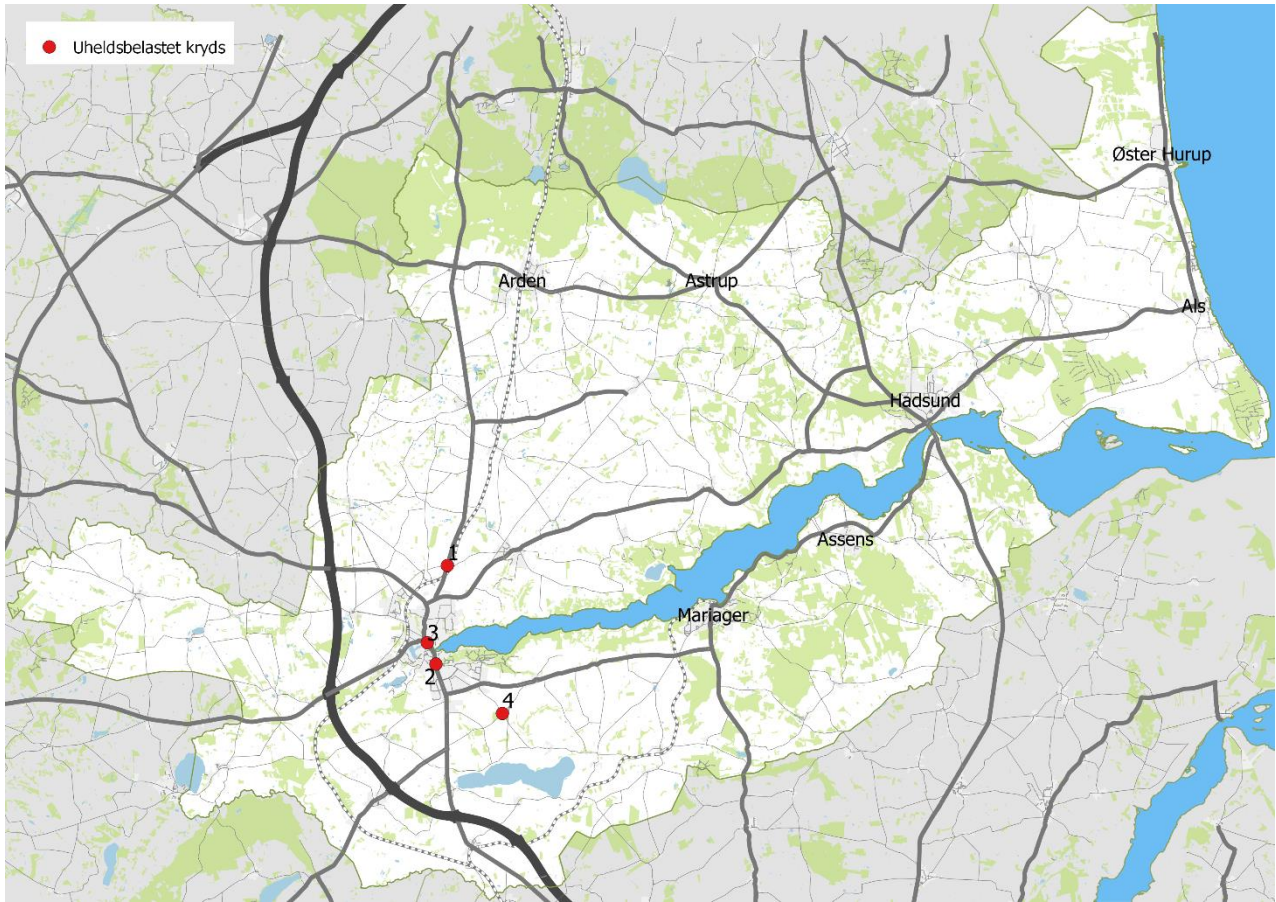 Uheldsbelastet kryds
Øster Hurup
Arden
Astrup
Als
Hadsund
Assens
1
Mariager
3
2
4